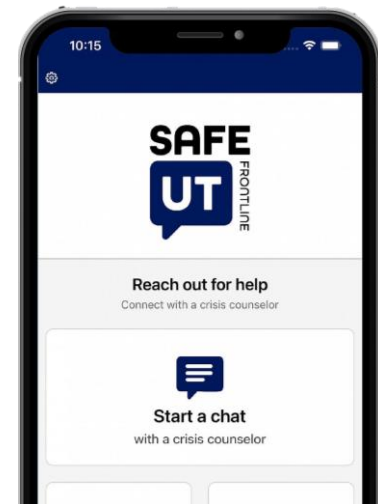 10:15
SAFE
UT
FRONTLINE
Reach out for help
Connect with a crisis counselor
Start a chat
with a crisis counselor